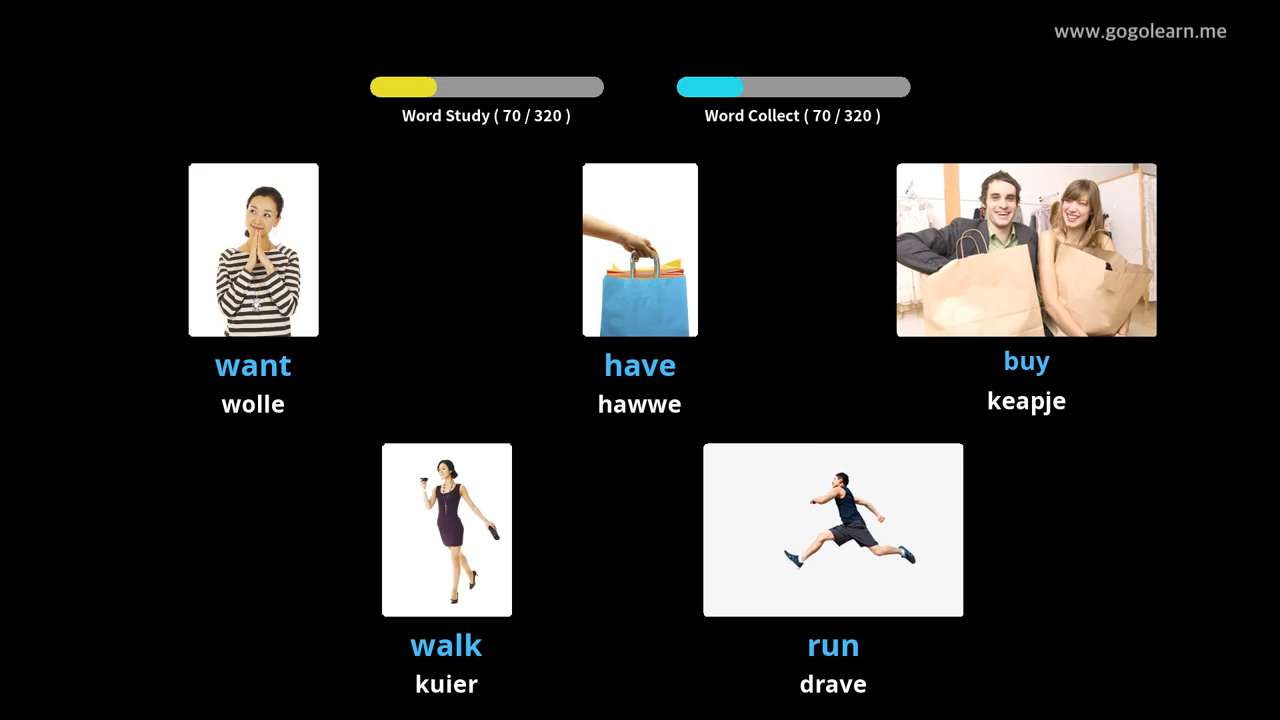 www.gogolearn.me
Word Study ( 70 / 320 )
Word Collect ( 70 / 320 )
want
wolle
have
hawwe
buy
keapje
walk
kuier
run
drave